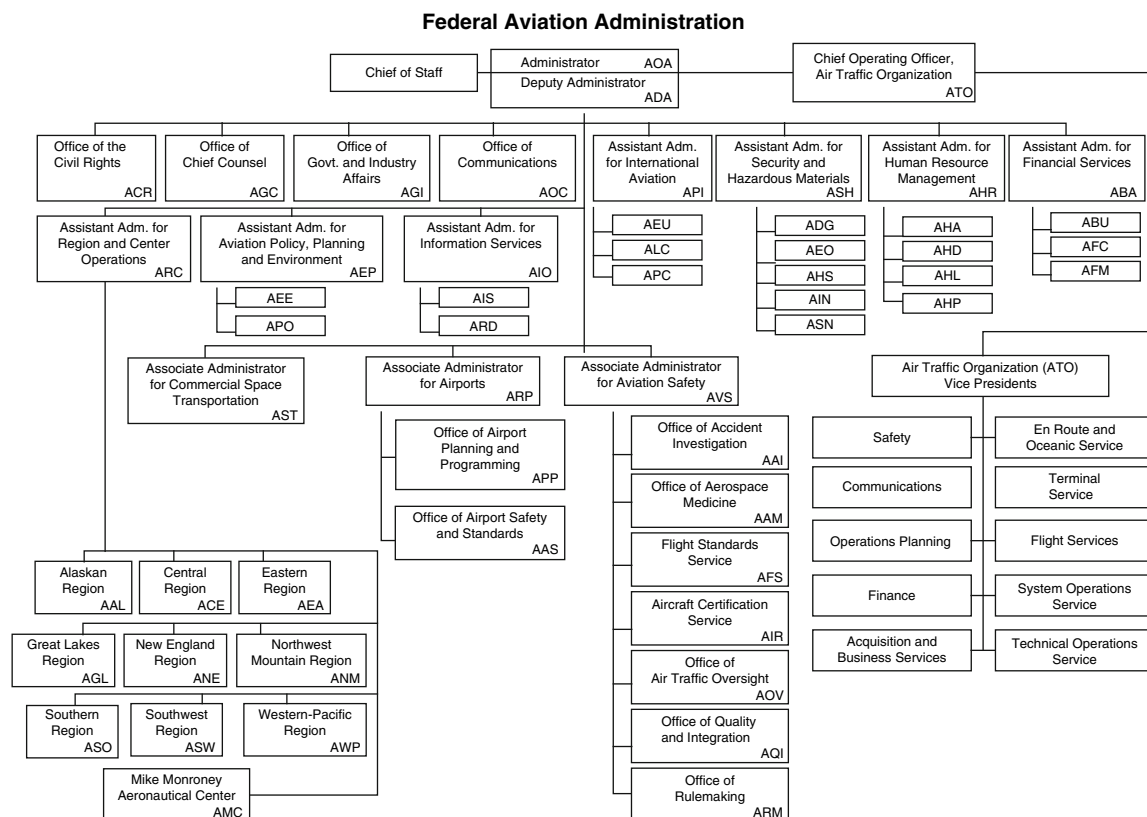 Federal Aviation Administration
Chief of Staff
Administrator AOA
Deputy Administrator
ADA
Chief Operating Officer,
Air Traffic Organization
ATO
Office of the
Civil Rights
ACR
Office of
Chief Counsel
AGC
Office of
Govt. and Industry
Affairs
AGI
Office of
Communications
AOC
Assistant Adm.
for International
Aviation
API
Assistant Adm. for
Security and
Hazardous Materials
ASH
Assistant Adm. for
Human Resource
Management
AHR
Assistant Adm. for
Financial Services
ABA
AEU
ALC
APC
ADG
AEO
AHS
AIN
ASN
AHA
AHD
AHL
AHP
ABU
AFC
AFM
Assistant Adm. for
Region and Center
Operations
ARC
Assistant Adm. for
Aviation Policy, Planning
and Environment
AEP
Assistant Adm. for
Information Services
AIO
AEE
APO
AIS
ARD
Associate Administrator
for Commercial Space
Transportation
AST
Associate Administrator
for Airports
ARP
Associate Administrator
for Aviation Safety
AVS
Air Traffic Organization (ATO)
Vice Presidents
Office of Airport
Planning and
Programming
APP
Office of Airport Safety
and Standards
AAS
Office of Accident
Investigation
AAI
Office of Aerospace
Medicine
AAM
Flight Standards
Service
AFS
Aircraft Certification
Service
AIR
Office of
Air Traffic Oversight
AOV
Office of Quality
and Integration
AQI
Office of
Rulemaking
ARM
Safety
En Route and
Oceanic Service
Communications
Terminal
Service
Operations Planning
Flight Services
Finance
System Operations
Service
Acquisition and
Business Services
Technical Operations
Service
Alaskan
Region
AAL
Central
Region
ACE
Eastern
Region
AEA
Great Lakes
Region
AGL
New England
Region
ANE
Northwest
Mountain Region
ANM
Southern
Region
ASO
Southwest
Region
ASW
Western-Pacific
Region
AWP
Mike Monroney
Aeronautical Center
AMC